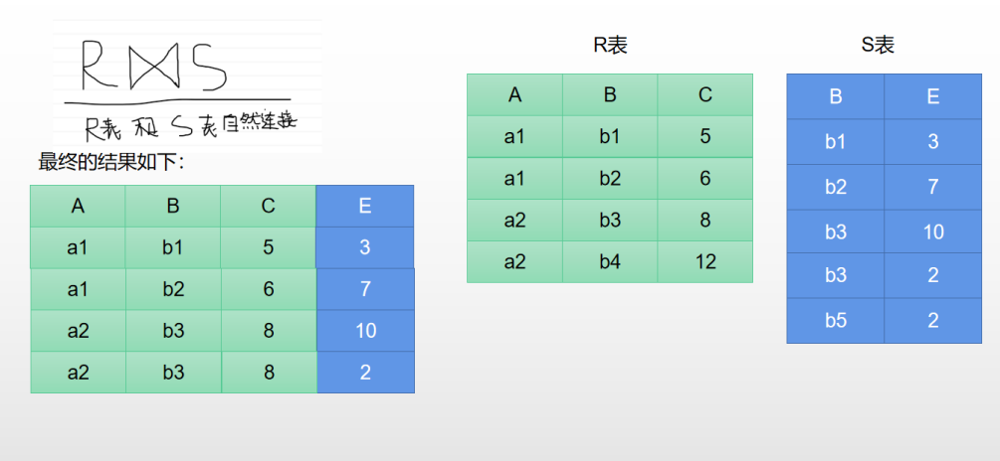 R⋈S
R表 和 S 表自然连接
最终的结果如下:
A B C E
a1 b1 5 3
a1 b2 6 7
a2 b3 8 10
a2 b3 8 2
R表
A B C
a1 b1 5
a1 b2 6
a2 b3 8
a2 b4 12
S表
B E
b1 3
b2 7
b3 10
b3 2
b5 2